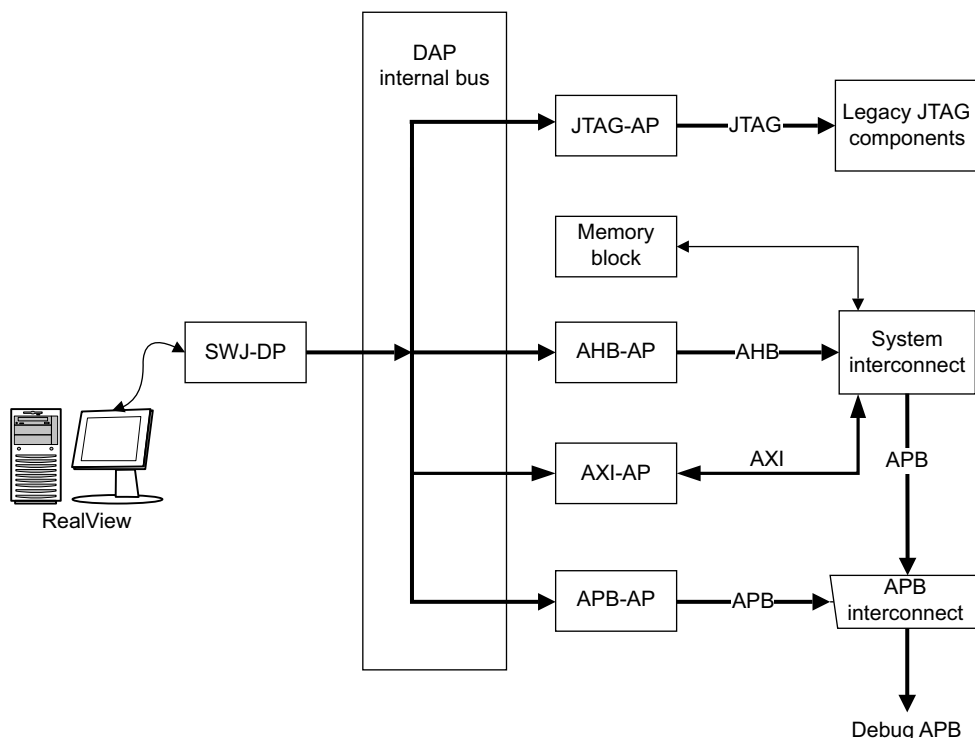 DAP
internal bus
JTAG-AP
JTAG
Legacy JTAG
components
Memory
block
SWJ-DP
AHB-AP
AHB
System
interconnect
AXI-AP
AXI
APB
RealView
APB-AP
APB
APB
interconnect
Debug APB